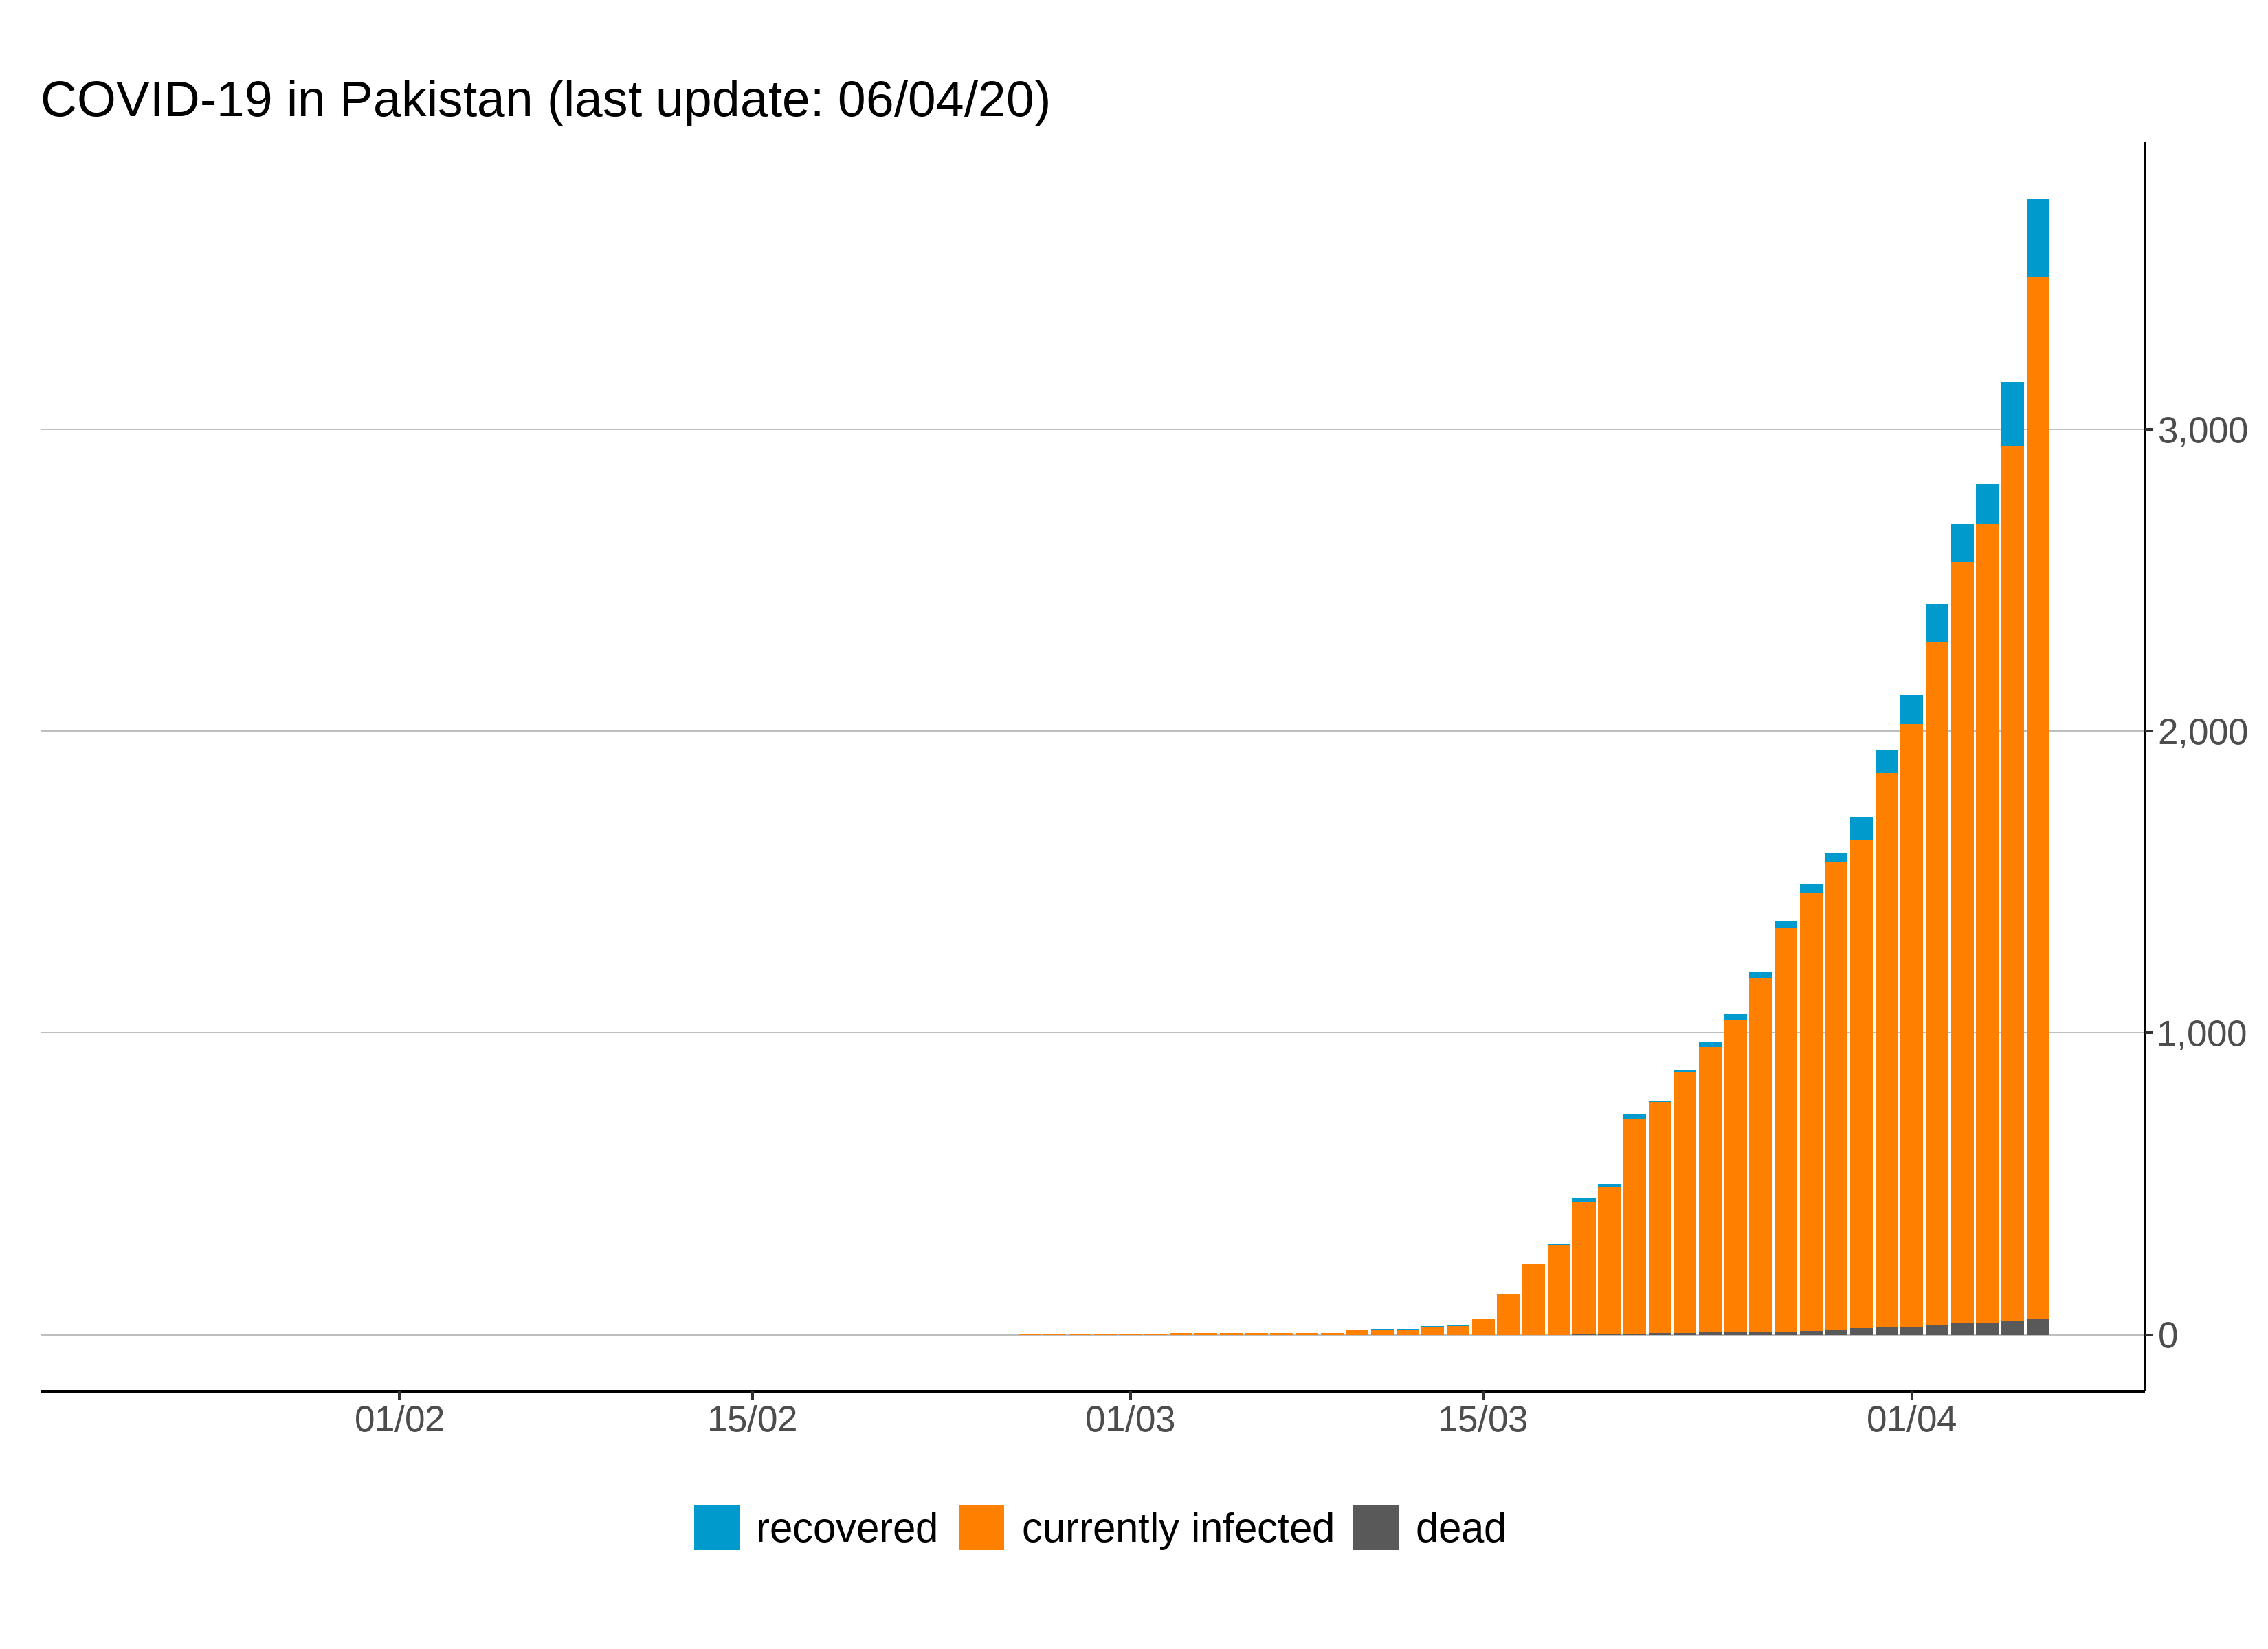 COVID-19 in Pakistan (last update: 06/04/20)
3,000
2,000
1,000
0
01/02 15/02 01/03 15/03 01/04
recovered currently infected dead